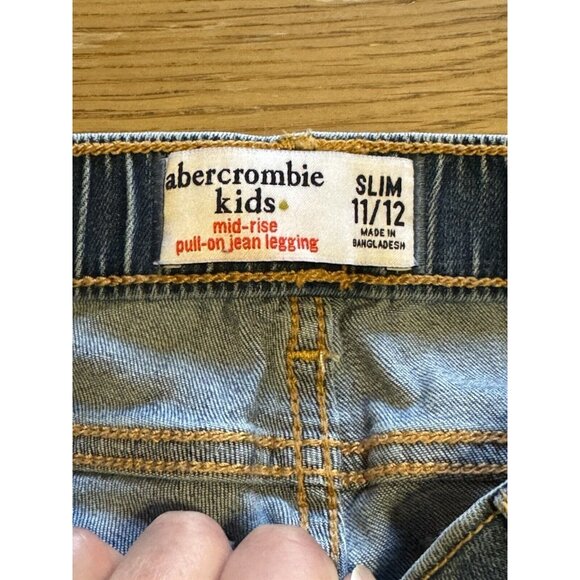 abercrombie
kids
mid-rise
pull-on jean legging
SLIM
11/12
MADE IN
BANGLADESH